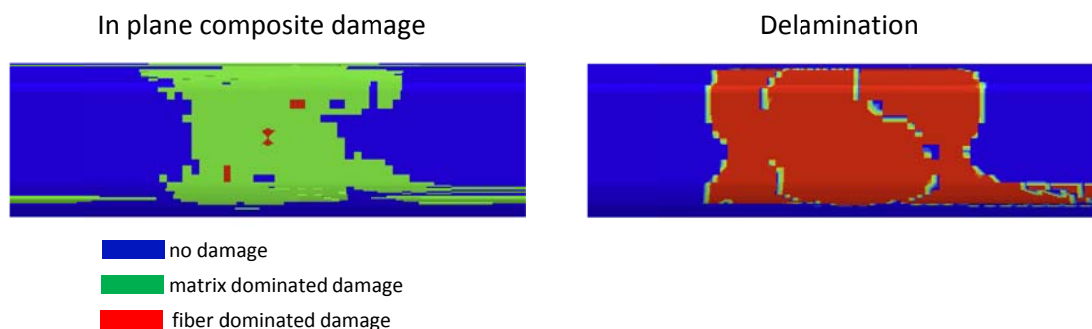 In plane composite damage
Delamination
no damage
matrix dominated damage
fiber dominated damage